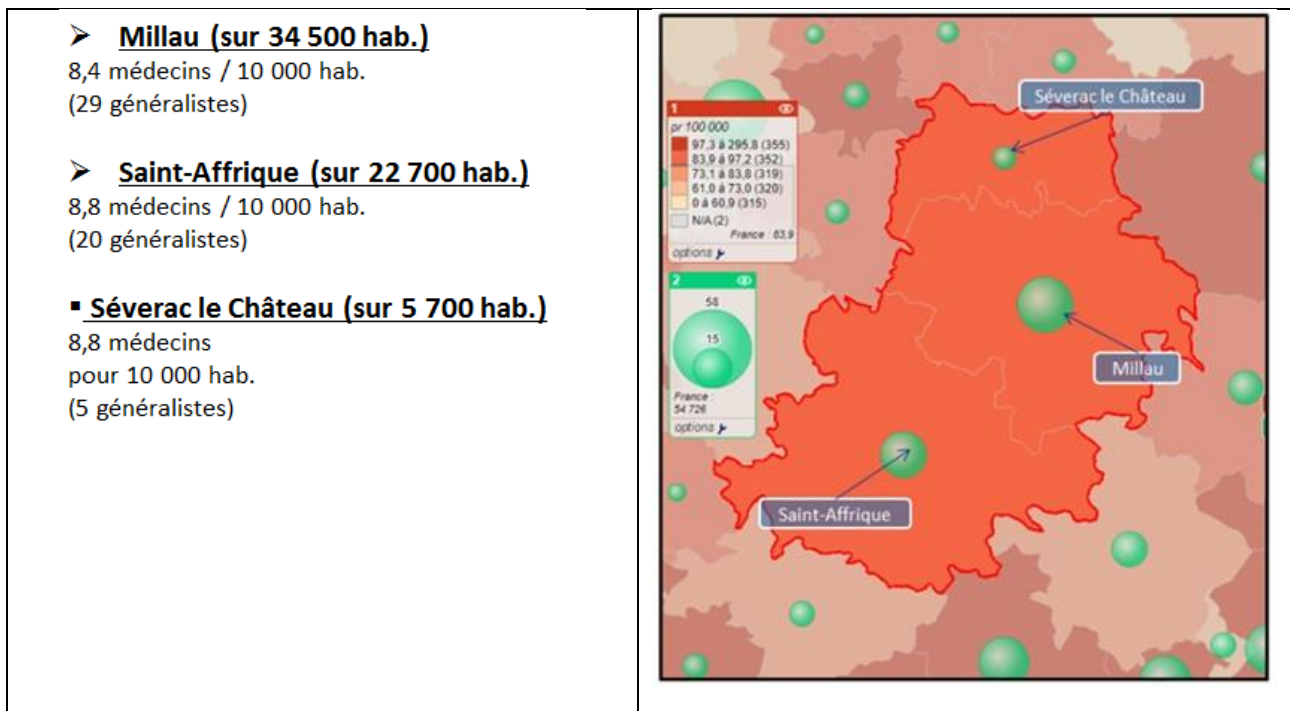 ➢ Millau (sur 34 500 hab.)
8,4 médecins / 10 000 hab.
(29 généralistes)
➢ Saint-Affrique (sur 22 700 hab.)
8,8 médecins / 10 000 hab.
(20 généralistes)
▪ Séverac le Château (sur 5 700 hab.)
8,8 médecins
pour 10 000 hab.
(5 généralistes)
Séverac le Château
1
pr 100 000
97,3 à 295,8 (355)
83,9 à 97,2 (352)
73,1 à 83,8 (319)
61,0 à 73,0 (320)
0 à 60,9 (315)
N/A (2)
France : 83,9
options
2
58
15
France :
54 726
options
Millau
Saint-Affrique